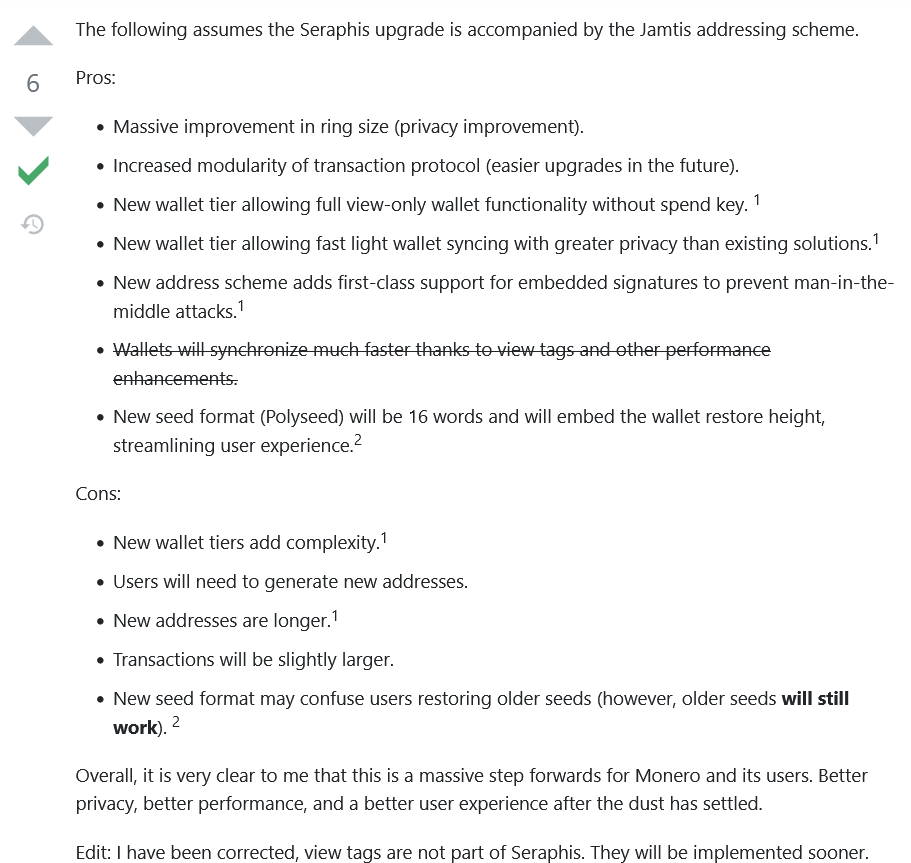 The following assumes the Seraphis upgrade is accompanied by the Jamtis addressing scheme.
6
Pros:
• Massive improvement in ring size (privacy improvement).
• Increased modularity of transaction protocol (easier upgrades in the future).
• New wallet tier allowing full view-only wallet functionality without spend key. 1
• New wallet tier allowing fast light wallet syncing with greater privacy than existing solutions.1
• New address scheme adds first-class support for embedded signatures to prevent man-in-the-
middle attacks.1
• Wallets will synchronize much faster thanks to view tags and other performance
enhancements.
• New seed format (Polyseed) will be 16 words and will embed the wallet restore height,
streamlining user experience.2
Cons:
• New wallet tiers add complexity.1
• Users will need to generate new addresses.
• New addresses are longer.1
• Transactions will be slightly larger.
• New seed format may confuse users restoring older seeds (however, older seeds will still
work). 2
Overall, it is very clear to me that this is a massive step forwards for Monero and its users. Better
privacy, better performance, and a better user experience after the dust has settled.
Edit: I have been corrected, view tags are not part of Seraphis. They will be implemented sooner.